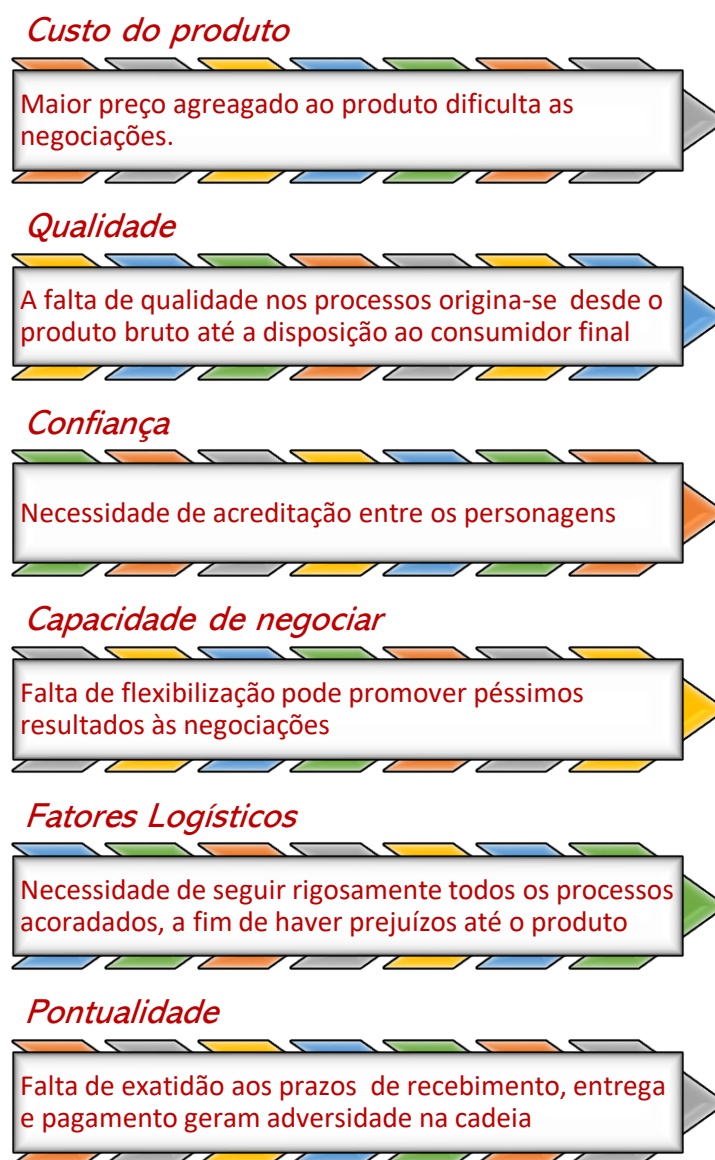 Custo do produto
Maior preço agreagado ao produto dificulta as
negociações.
Qualidade
A falta de qualidade nos processos origina-se  desde o
produto bruto até a disposição ao consumidor final
Confiança
Necessidade de acreditação entre os personagens
Capacidade de negociar
Falta de flexibilização pode promover péssimos
resultados às negociações
Fatores Logísticos
Necessidade de seguir rigosamente todos os processos
acoradados, a fim de haver prejuízos até o produto
Pontualidade
Falta de exatidão aos prazos  de recebimento, entrega
e pagamento geram adversidade na cadeia